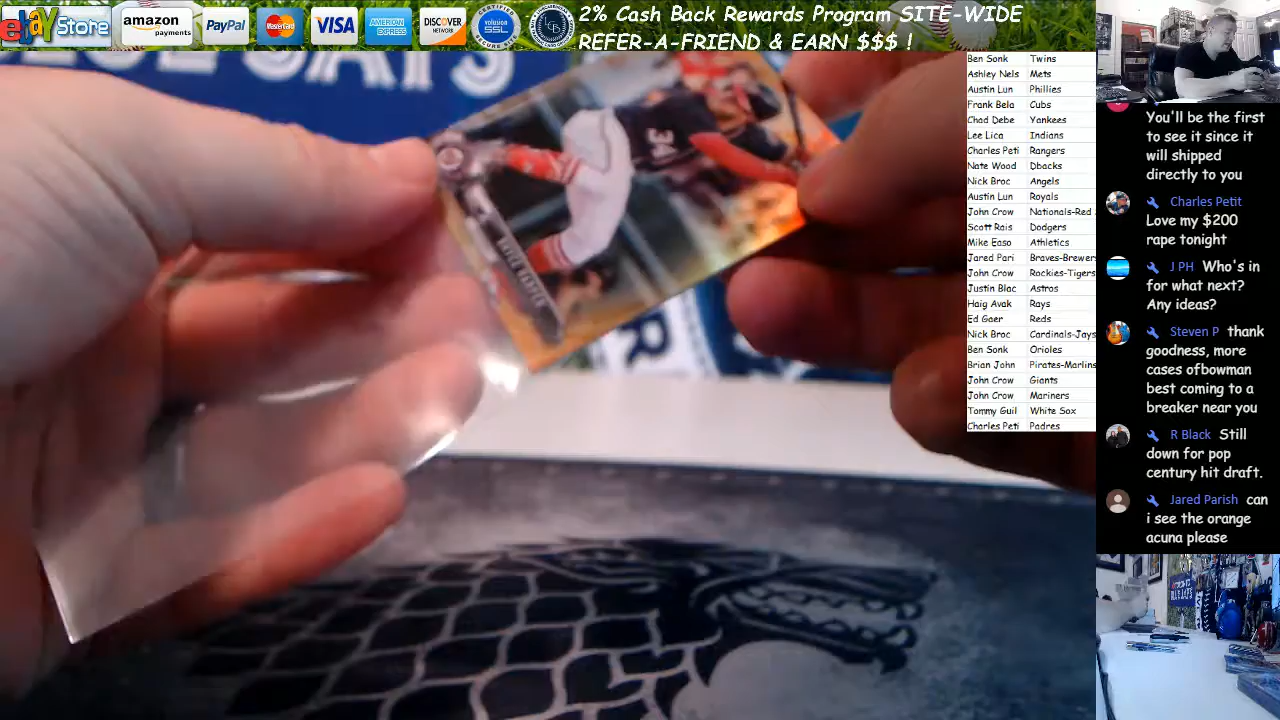 ebay Store
amazon
payments
PayPal
MasterCard
VISA
AMERICAN
EXPRESS
DISCOVER
NETWORK
CERTIFIED
volusion
SSL
SECURE
2% Cash Back Rewards Program SITE-WIDE
REFER-A-FRIEND & EARN $$$ !
34
R
Ben Sonk Twins
Ashley Nels Mets
Austin Lun Phillies
Frank Bela Cubs
Chad Debe Yankees
Lee Lica Indians
Charles Peti Rangers
Nate Wood Dbacks
Nick Broc Angels
Austin Lun Royals
John Crow Nationals-Red
Scott Rais Dodgers
Mike Easo Athletics
Jared Pari Braves-Brewer
John Crow Rockies-Tigers
Justin Blac Astros
Haig Avak Rays
Ed Gaer Reds
Nick Broc Cardinals-Jays
Ben Sonk Orioles
Brian John Pirates-Marlins
John Crow Giants
John Crow Mariners
Tommy Guil White Sox
Charles Peti Padres
You'll be the first
to see it since it
will shipped
directly to you
Charles Petit
Love my $200
rape tonight
J PH Who's in
for what next?
Any ideas?
Steven P thank
goodness, more
cases ofbowman
best coming to a
breaker near you
R Black Still
down for pop
century hit draft.
Jared Parish can
i see the orange
acuna please